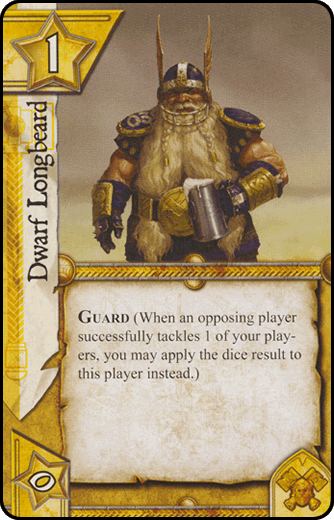 1
Dwarf Longbeard
GUARD (When an opposing player
successfully tackles 1 of your play-
ers, you may apply the dice result to
this player instead.)
0